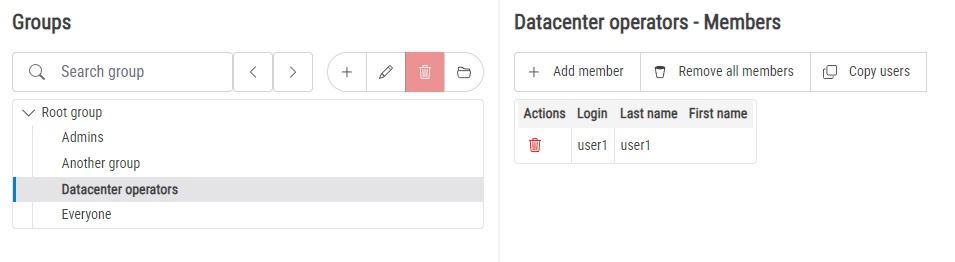 Groups
Search group
Root group
Admins
Another group
Datacenter operators
Everyone
Datacenter operators - Members
Add member Remove all members Copy users
Actions Login Last name First name
user1 user1